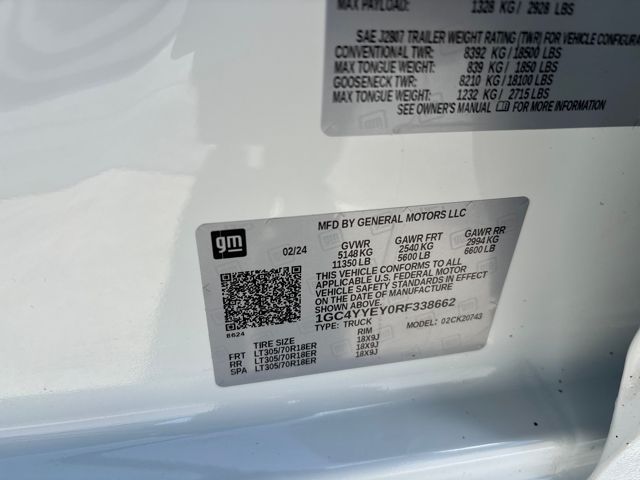 MAX PAYLOAD: 1328 KG / 2928 LBS
SAE J2807 TRAILER WEIGHT RATING (TWR) FOR VEHICLE CONFIGURA
CONVENTIONAL TWR: 8392 KG / 18500 LBS
MAX TONGUE WEIGHT: 839 KG / 1850 LBS
GOOSENECK TWR: 8210 KG / 18100 LBS
MAX TONGUE WEIGHT: 1232 KG / 2715 LBS
SEE OWNER'S MANUAL FOR MORE INFORMATION
gm
MFD BY GENERAL MOTORS LLC
02/24 GVWR GAWR FRT GAWR RR
5148 KG 2540 KG 2994 KG
11350 LB 5600 LB 6600 LB
THIS VEHICLE CONFORMS TO ALL
APPLICABLE U.S. FEDERAL MOTOR
VEHICLE SAFETY STANDARDS IN EFFECT
ON THE DATE OF MANUFACTURE
1GC4YYEY0RF338662
TYPE: TRUCK MODEL: 02CK20743
8624
TIRE SIZE RIM
FRT LT305/70R18ER 18X9J
RR LT305/70R18ER 18X9J
SPA LT305/70R18ER 18X9J